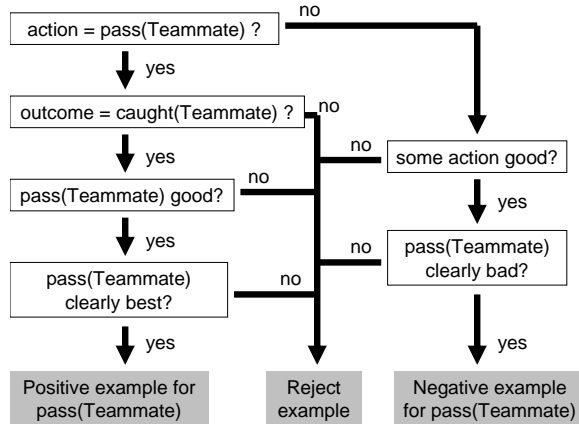 action = pass(Teammate) ?
no
yes
outcome = caught(Teammate) ?
no
yes
no
some action good?
pass(Teammate) good?
no
yes
yes
pass(Teammate)
clearly best?
no
no
pass(Teammate)
clearly bad?
yes
yes
Positive example for
pass(Teammate)
Reject
example
Negative example
for pass(Teammate)